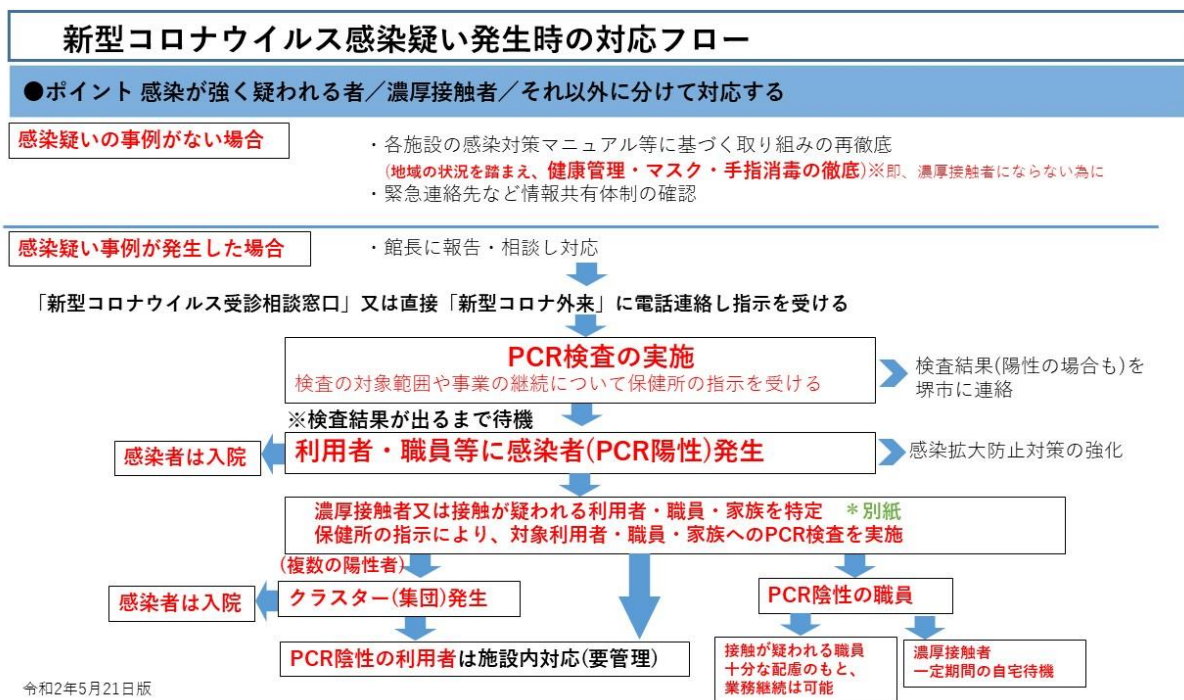 新型コロナウイルス感染疑い発生時の対応フロー
●ポイント 感染が強く疑われる者／濃厚接触者／それ以外に分けて対応する
感染疑いの事例がない場合
・各施設の感染対策マニュアル等に基づく取り組みの再徹底
(地域の状況を踏まえ、健康管理・マスク・手指消毒の徹底)※即、濃厚接触者にならない為に
・緊急連絡先など情報共有体制の確認
感染疑い事例が発生した場合
・館長に報告・相談し対応
「新型コロナウイルス受診相談窓口」又は直接「新型コロナ外来」に電話連絡し指示を受ける
PCR検査の実施
検査の対象範囲や事業の継続について保健所の指示を受ける
検査結果(陽性の場合も)を
堺市に連絡
※検査結果が出るまで待機
感染者は入院
利用者・職員等に感染者(PCR陽性)発生
感染拡大防止対策の強化
濃厚接触者又は接触が疑われる利用者・職員・家族を特定 ＊別紙
保健所の指示により、対象利用者・職員・家族へのPCR検査を実施
(複数の陽性者)
感染者は入院
クラスター(集団)発生
PCR陰性の職員
PCR陰性の利用者は施設内対応(要管理)
接触が疑われる職員
十分な配慮のもと、
業務継続は可能
濃厚接触者
一定期間の自宅待機
令和2年5月21日版